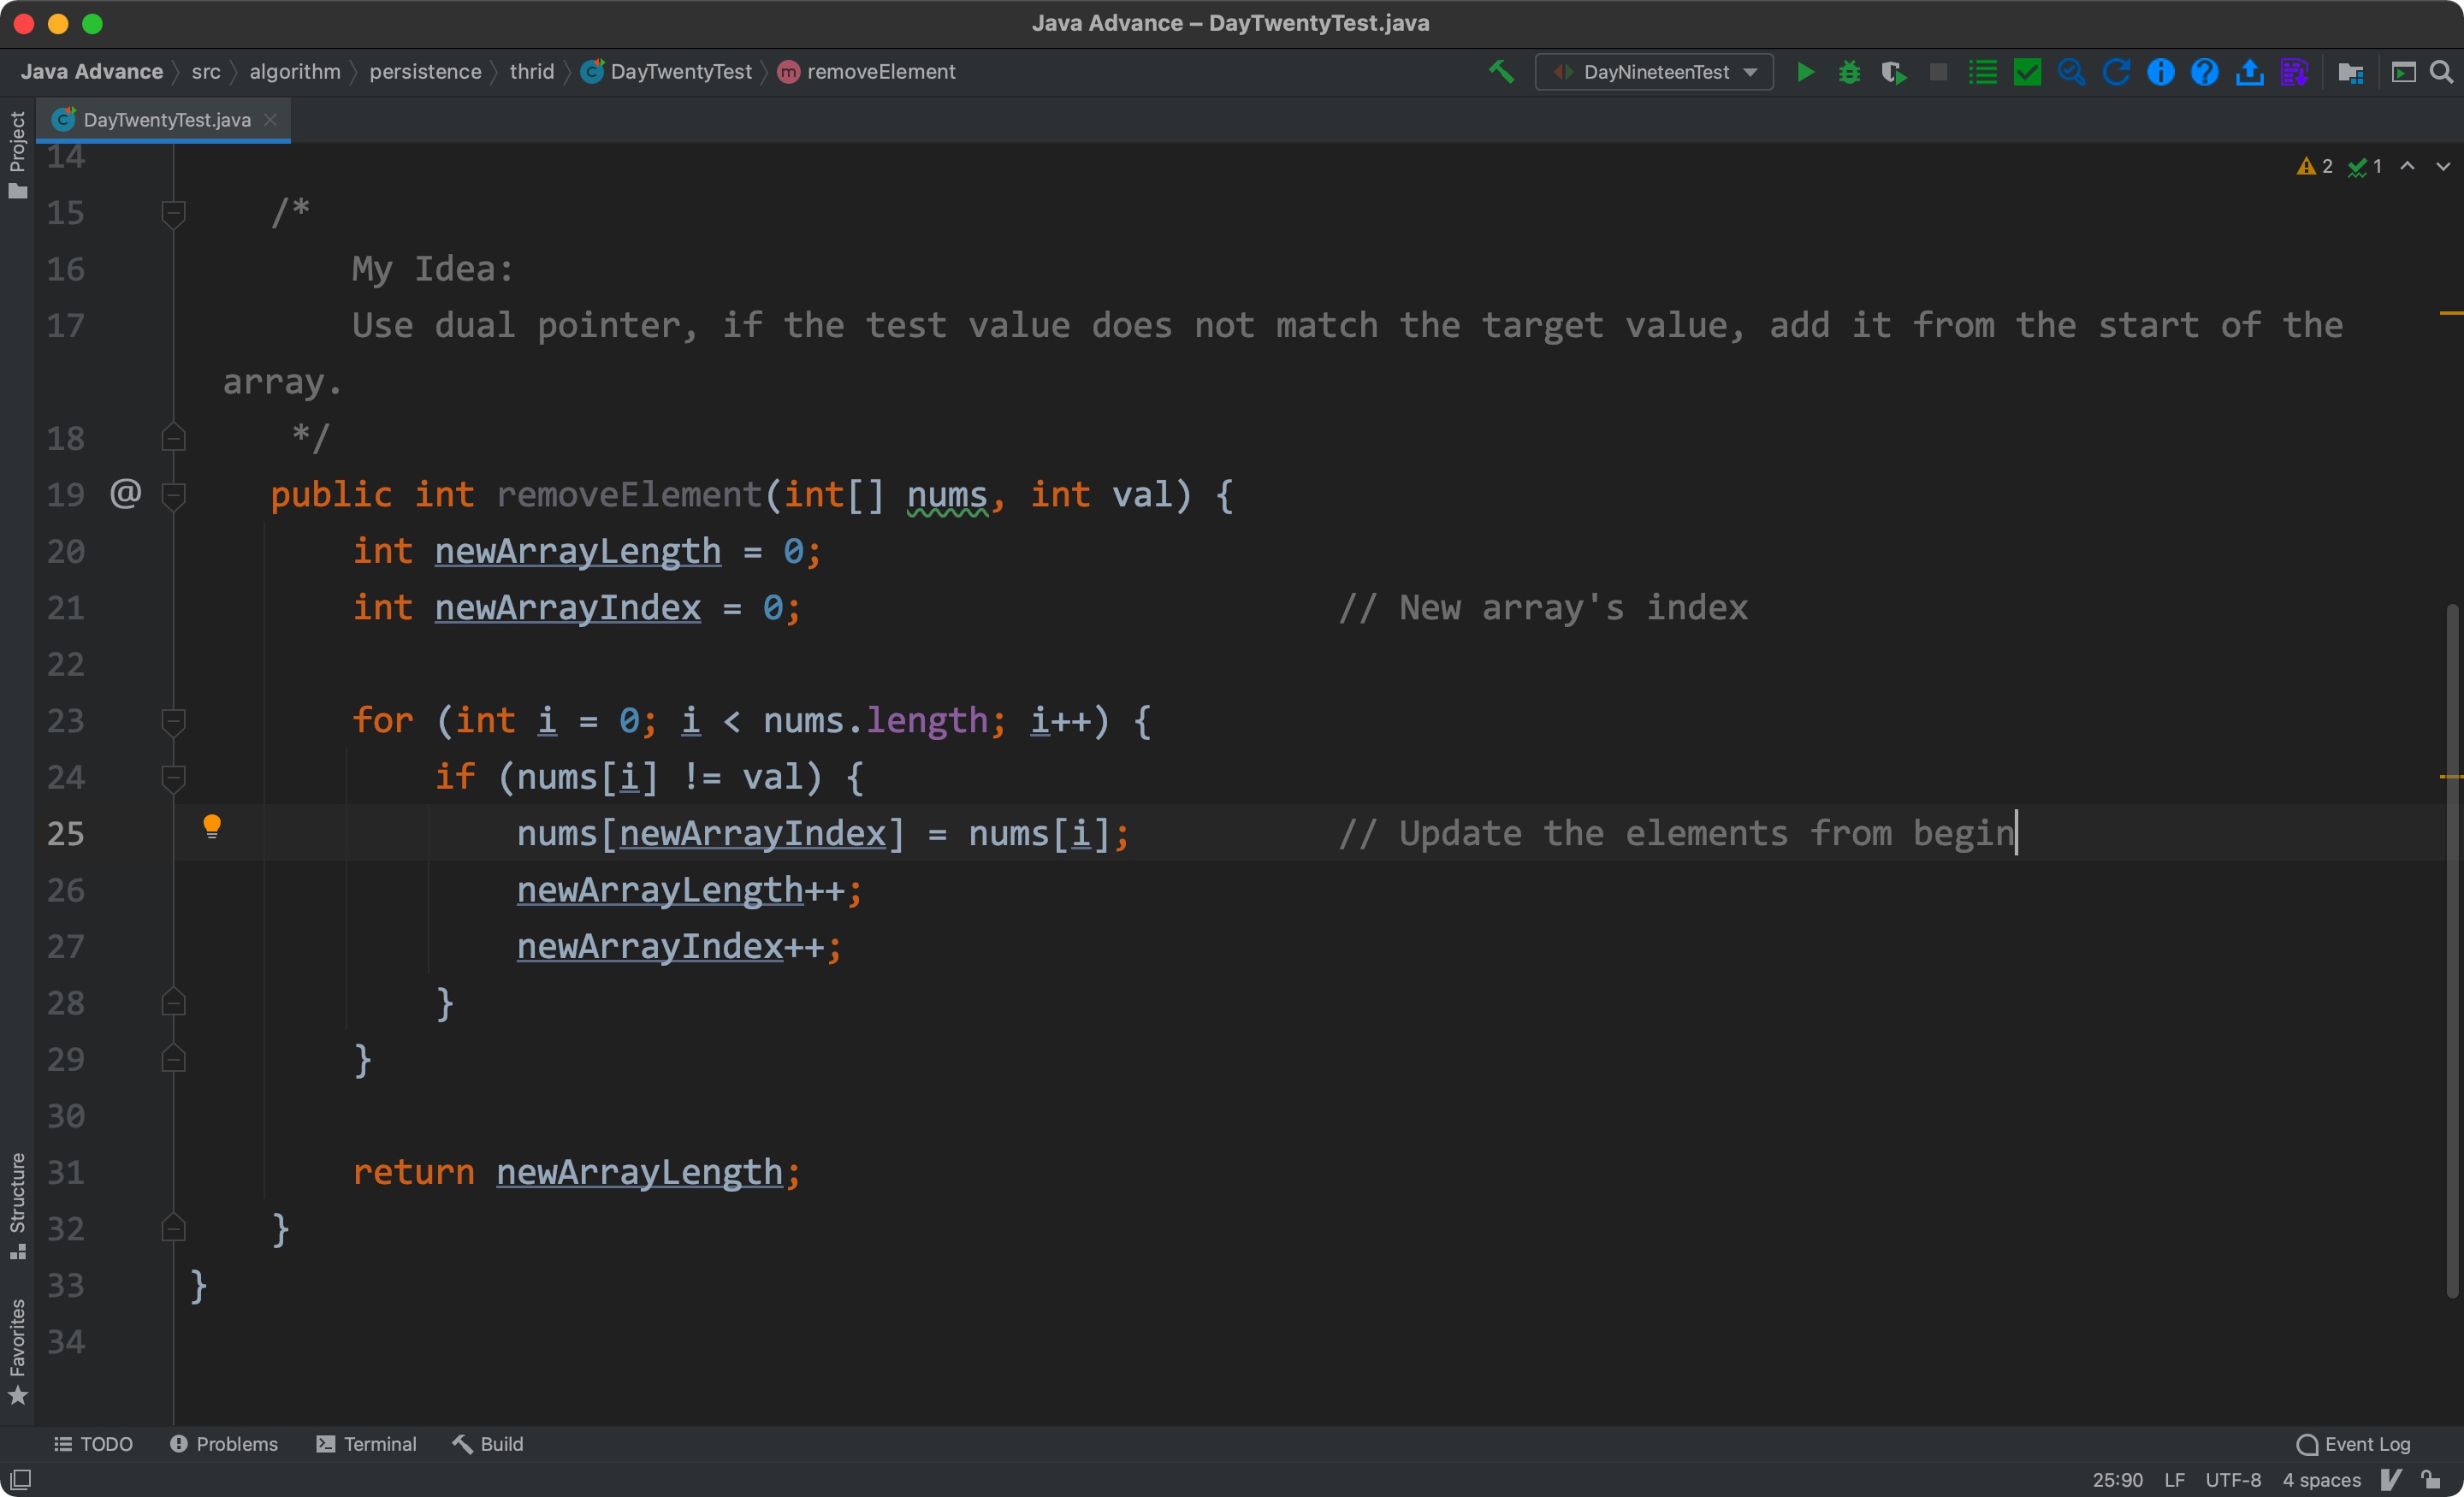 Java Advance – DayTwentyTest.java
Java Advance src algorithm persistence thrid DayTwentyTest removeElement DayNineteenTest
Project
DayTwentyTest.java
2 1
14
15 /*
16 My Idea:
17 Use dual pointer, if the test value does not match the target value, add it from the start of the
array.
18 */
19 @ public int removeElement(int[] nums, int val) {
20 int newArrayLength = 0;
21 int newArrayIndex = 0; // New array's index
22
23 for (int i = 0; i < nums.length; i++) {
24 if (nums[i] != val) {
25 nums[newArrayIndex] = nums[i]; // Update the elements from begin
26 newArrayLength++;
27 newArrayIndex++;
28 }
29 }
30
31 return newArrayLength;
32 }
33 }
34
Structure
Favorites
TODO Problems Terminal Build Event Log
25:90 LF UTF-8 4 spaces